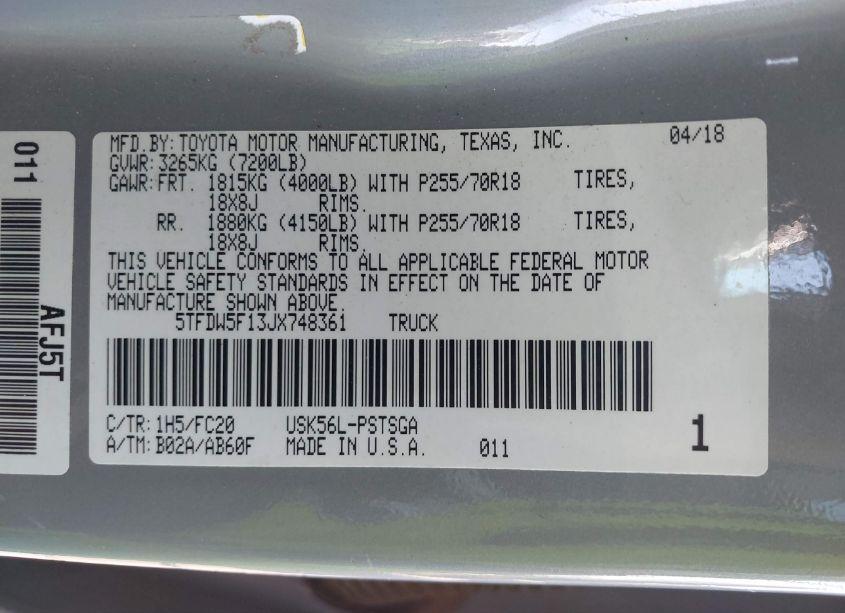 MFD.BY: TOYOTA MOTOR MANUFACTURING, TEXAS, INC. 04/18
GVWR: 3265KG (7200LB)
GAWR: FRT. 1815KG (4000LB) WITH P255/70R18 TIRES,
18X8J RIMS.
RR. 1880KG (4150LB) WITH P255/70R18 TIRES,
18X8J RIMS.
THIS VEHICLE CONFORMS TO ALL APPLICABLE FEDERAL MOTOR
VEHICLE SAFETY STANDARDS IN EFFECT ON THE DATE OF
MANUFACTURE SHOWN ABOVE.
5TFDW5F13JX748361 TRUCK
C/TR: 1H5/FC20 USK56L-PSTSGA
A/TM: B02A/AB60F MADE IN U.S.A. 011
1
011
AFJ5T